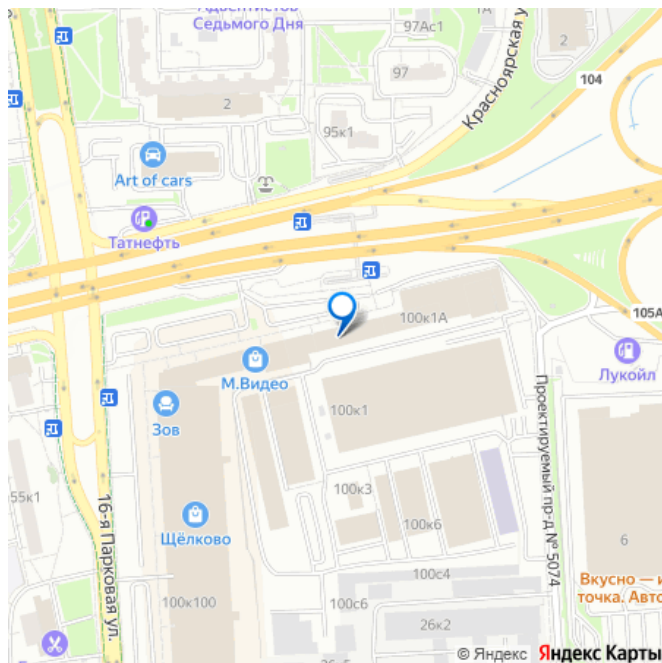 Адвентистов
Седьмого Дня
97Ас1
1А
2
97
2
104
Красноярская у
95к1
Art of cars
Татнефть
100к1А
105А
М.Видео
Лукойл
Зов
100к1
Проектируемый пр-д № 5074
55к1
16-я Парковая ул.
100к3
Щёлково
100к6
6
100с4
Вкусно — и
точка. Авто
100к100
100с6
26к2
© Яндекс Яндекс Карты